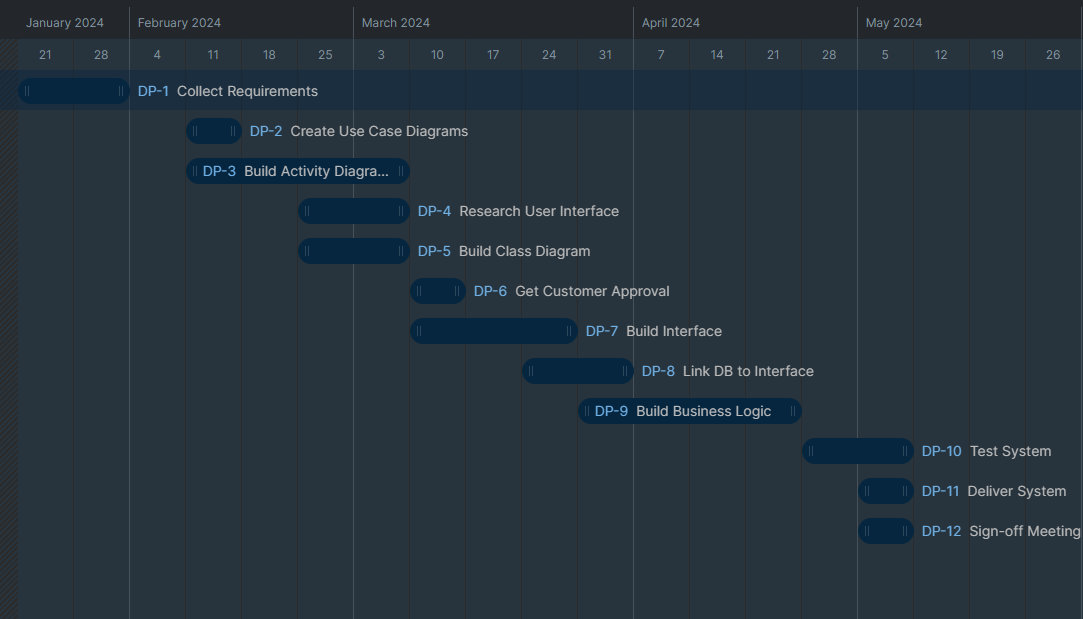 January 2024 February 2024 March 2024 April 2024 May 2024
21 28 4 11 18 25 3 10 17 24 31 7 14 21 28 5 12 19 26
DP-1 Collect Requirements
DP-2 Create Use Case Diagrams
DP-3 Build Activity Diagra...
DP-4 Research User Interface
DP-5 Build Class Diagram
DP-6 Get Customer Approval
DP-7 Build Interface
DP-8 Link DB to Interface
DP-9 Build Business Logic
DP-10 Test System
DP-11 Deliver System
DP-12 Sign-off Meeting